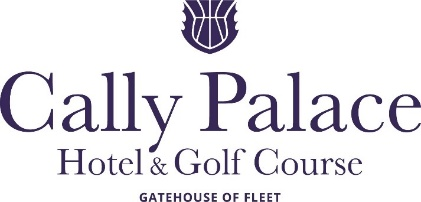 Cally Palace
Hotel & Golf Course
GATEHOUSE OF FLEET